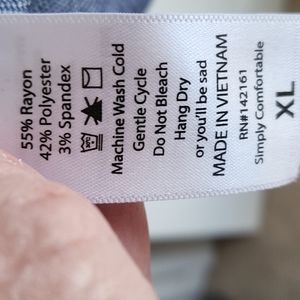 55% Rayon
42% Polyester
3% Spandex
Machine Wash Cold
Gentle Cycle
Do Not Bleach
Hang Dry
or you'll be sad
MADE IN VIETNAM
RN#142161
Simply Comfortable
XL